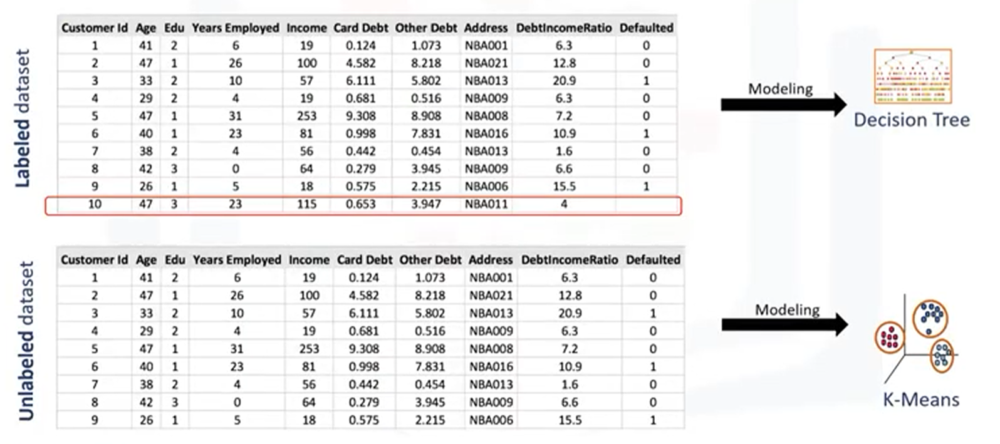 Labeled dataset
Customer Id Age Edu Years Employed Income Card Debt Other Debt Address DebtIncomeRatio Defaulted
1 41 2 6 19 0.124 1.073 NBA001 6.3 0
2 47 1 26 100 4.582 8.218 NBA021 12.8 0
3 33 2 10 57 6.111 5.802 NBA013 20.9 1
4 29 2 4 19 0.681 0.516 NBA009 6.3 0
5 47 1 31 253 9.308 8.908 NBA008 7.2 0
6 40 1 23 81 0.998 7.831 NBA016 10.9 1
7 38 2 4 56 0.442 0.454 NBA013 1.6 0
8 42 3 0 64 0.279 3.945 NBA009 6.6 0
9 26 1 5 18 0.575 2.215 NBA006 15.5 1
10 47 3 23 115 0.653 3.947 NBA011 4
Modeling
Decision Tree
Unlabeled dataset
Customer Id Age Edu Years Employed Income Card Debt Other Debt Address DebtIncomeRatio Defaulted
1 41 2 6 19 0.124 1.073 NBA001 6.3 0
2 47 1 26 100 4.582 8.218 NBA021 12.8 0
3 33 2 10 57 6.111 5.802 NBA013 20.9 1
4 29 2 4 19 0.681 0.516 NBA009 6.3 0
5 47 1 31 253 9.308 8.908 NBA008 7.2 0
6 40 1 23 81 0.998 7.831 NBA016 10.9 1
7 38 2 4 56 0.442 0.454 NBA013 1.6 0
8 42 3 0 64 0.279 3.945 NBA009 6.6 0
9 26 1 5 18 0.575 2.215 NBA006 15.5 1
Modeling
K-Means